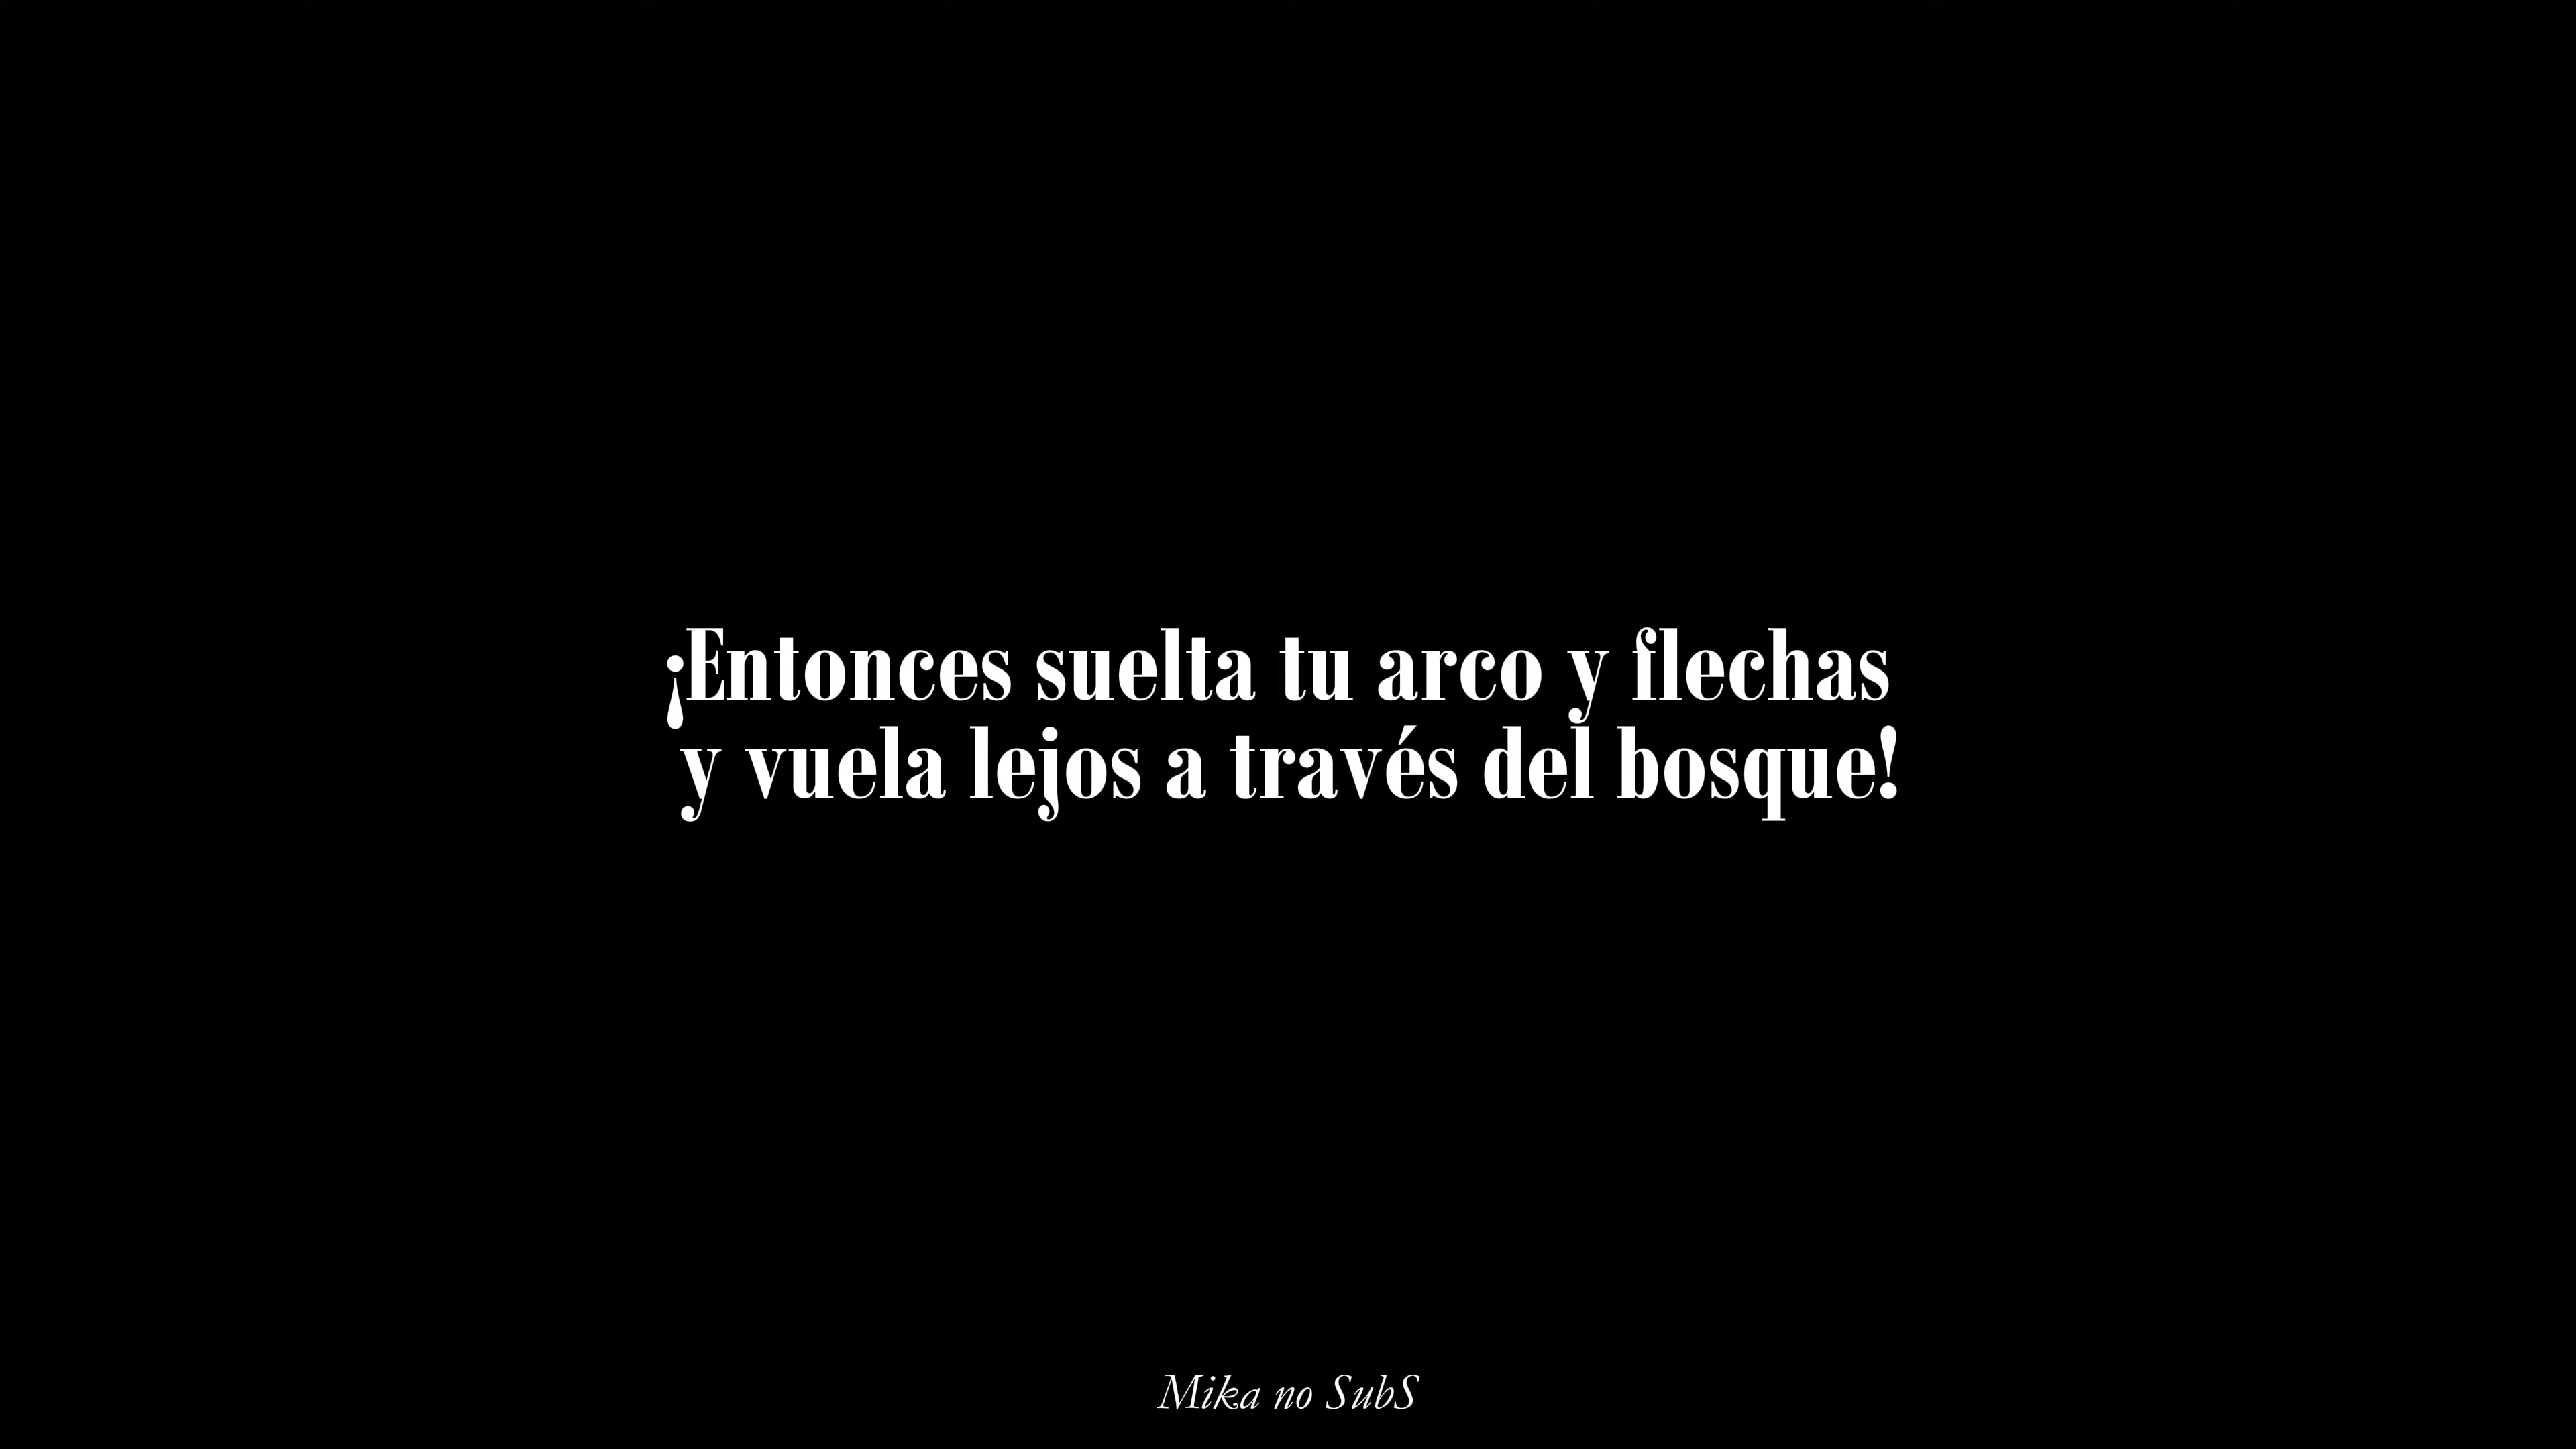 ¡Entonces suelta tu arco y flechas
y vuela lejos a través del bosque!
Mika no SubS